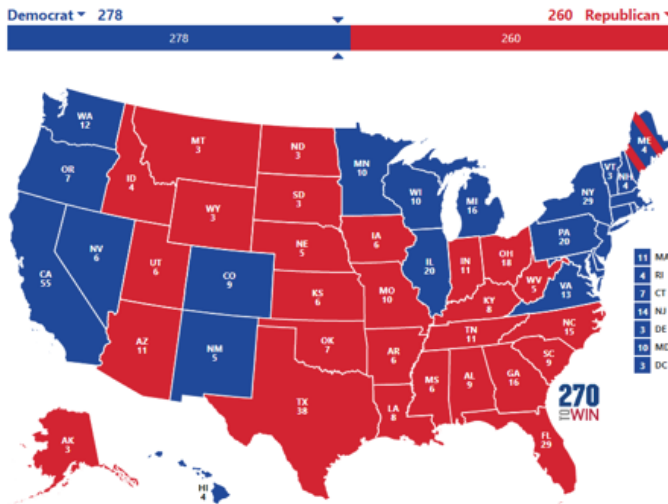 Democrat 278
260 Republican
278
260
WA
12
OR
7
CA
55
NV
6
ID
4
MT
3
WY
3
UT
6
AZ
11
CO
9
NM
5
ND
3
SD
3
NE
5
KS
6
OK
7
TX
38
MN
10
IA
6
MO
10
AR
6
LA
8
WI
10
IL
20
MI
16
IN
11
OH
18
KY
8
TN
11
MS
6
AL
9
GA
16
FL
29
SC
9
NC
15
WV
5
VA
13
PA
20
NY
29
VT
3
NH
4
ME
4
AK
3
HI
4
11 MA
4 RI
7 CT
14 NJ
3 DE
10 MD
3 DC
270
TO WIN